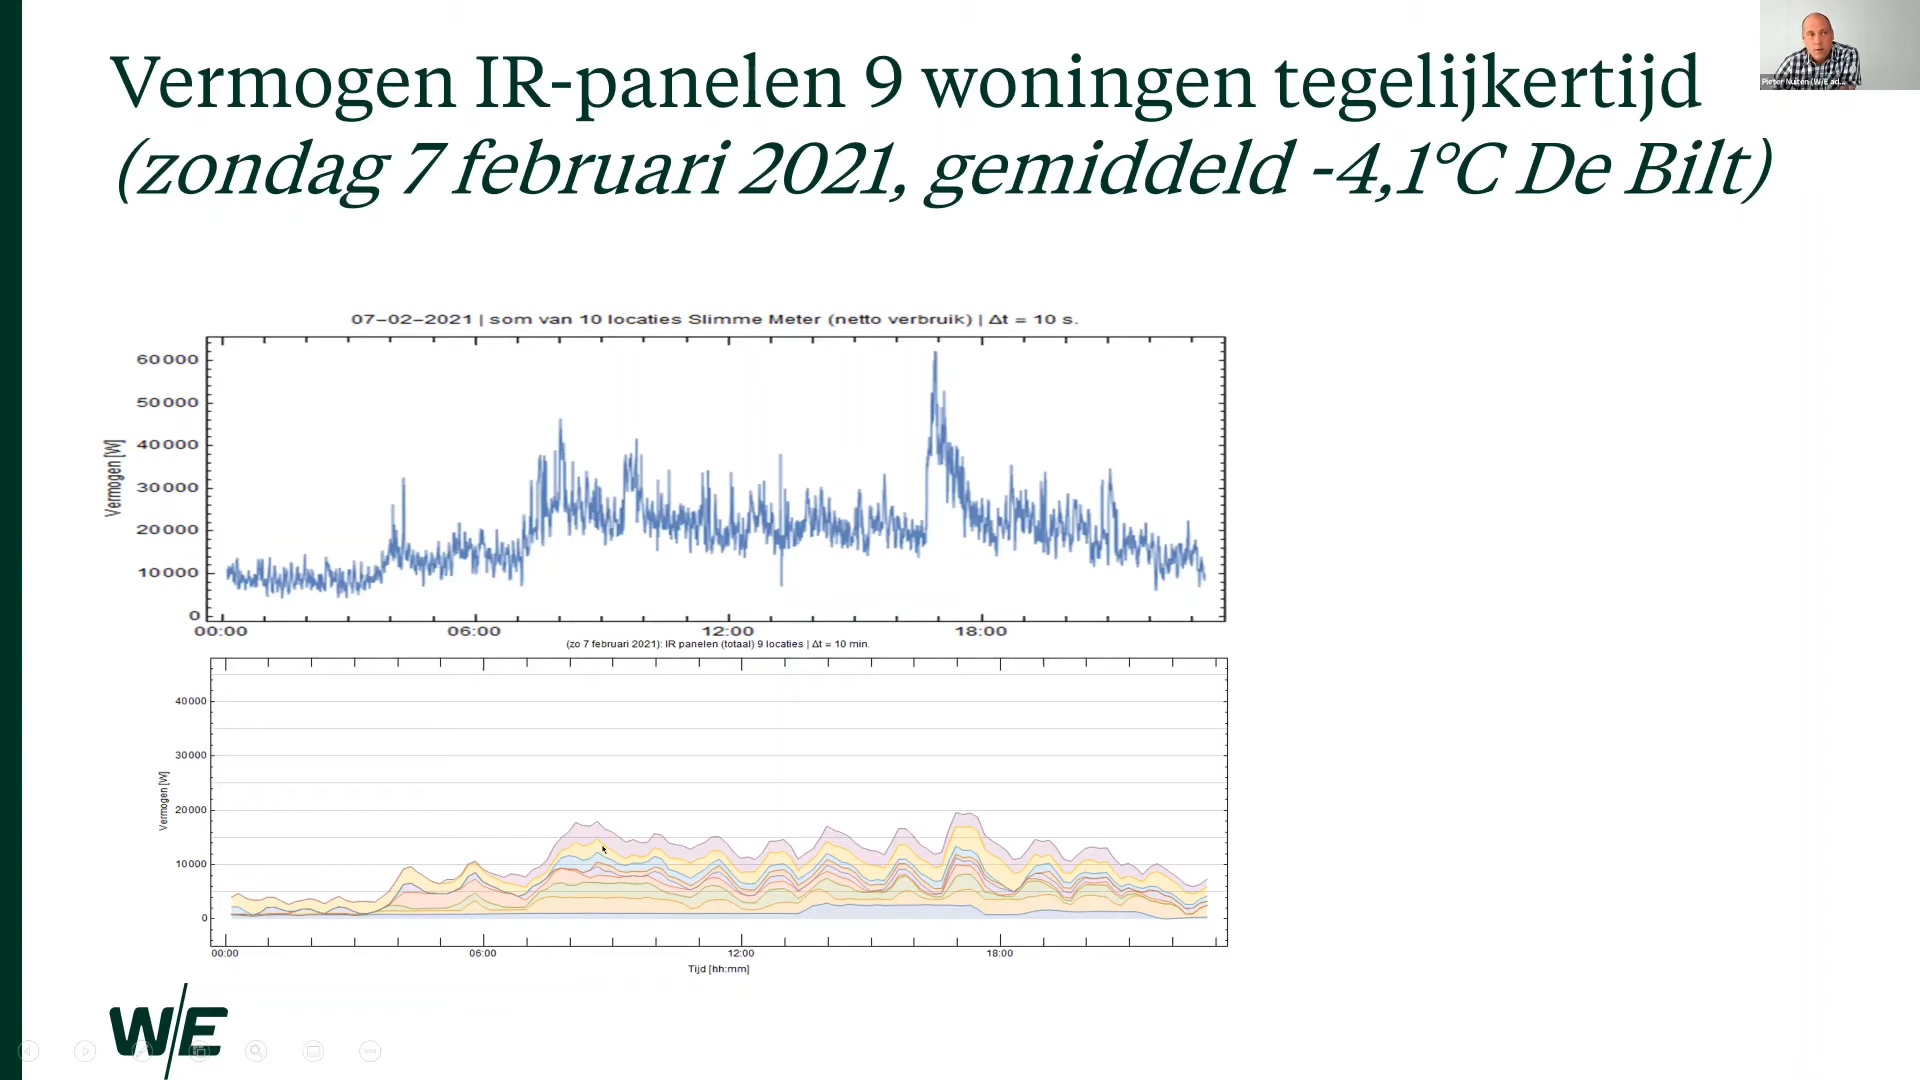 Vermogen IR-panelen 9 woningen tegelijkertijd
(zondag 7 februari 2021, gemiddeld -4,1°C De Bilt)
Pieter Nuiten (W/E ad...
07-02-2021 | som van 10 locaties Slimme Meter (netto verbruik) | Δt = 10 s.
Vermogen [W]
60000
50000
40000
30000
20000
10000
0
00:00 06:00 12:00 18:00
(zo 7 februari 2021): IR panelen (totaal) 9 locaties | Δt = 10 min.
Vermogen [W]
40000
30000
20000
10000
0
00:00 06:00 12:00 18:00
Tijd [hh:mm]
W/E